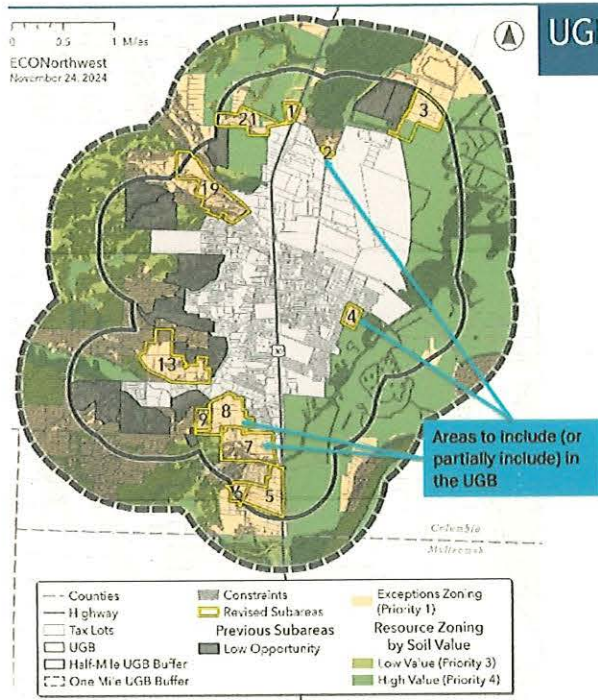 0 0.5 1 Miles
ECONorthwest
November 24, 2024
UG
1
21
3
2
19
4
13
8
9
7
6
5
Areas to include (or
partially include) in
the UGB
Columbia
Multnomah
Counties
Highway
Tax Lots
UGB
Half-Mile UGB Buffer
One Mile UGB Buffer
Constraints
Revised Subareas
Previous Subareas
Low Opportunity
Exceptions Zoning
(Priority 1)
Resource Zoning
by Soil Value
Low Value (Priority 3)
High Value (Priority 4)